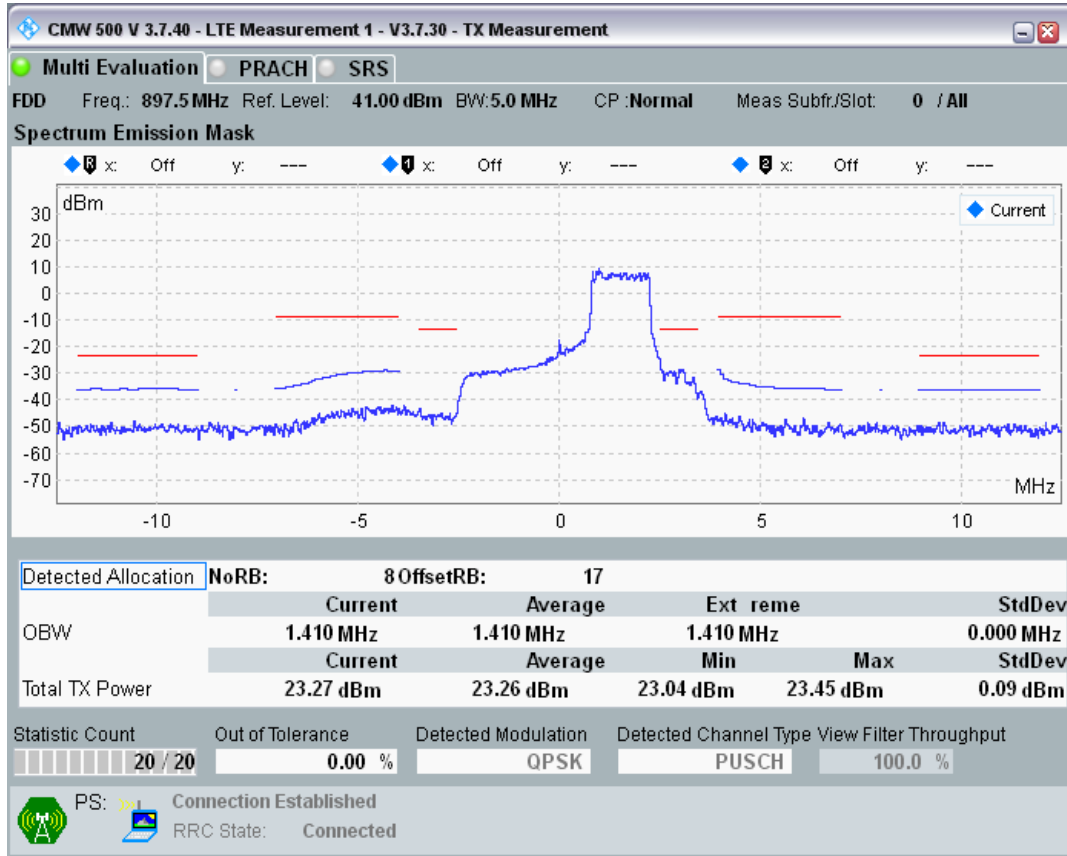 CMW 500 V 3.7.40 - LTE Measurement 1 - V3.7.30 - TX Measurement
Multi Evaluation PRACH SRS
FDD Freq.: 897.5 MHz Ref. Level: 41.00 dBm BW:5.0 MHz CP :Normal Meas Subfr./Slot: 0 / All
Spectrum Emission Mask
R x: Off y: --- 1 x: Off y: --- 2 x: Off y: ---
dBm
Current
30
20
10
0
-10
-20
-30
-40
-50
-60
-70
MHz
-10 -5 0 5 10
Detected Allocation NoRB: 8 OffsetRB: 17
Current Average Ext reme StdDev
OBW 1.410 MHz 1.410 MHz 1.410 MHz 0.000 MHz
Current Average Min Max StdDev
Total TX Power 23.27 dBm 23.26 dBm 23.04 dBm 23.45 dBm 0.09 dBm
Statistic Count Out of Tolerance Detected Modulation Detected Channel Type View Filter Throughput
20 / 20 0.00 % QPSK PUSCH 100.0 %
PS: Connection Established
RRC State: Connected